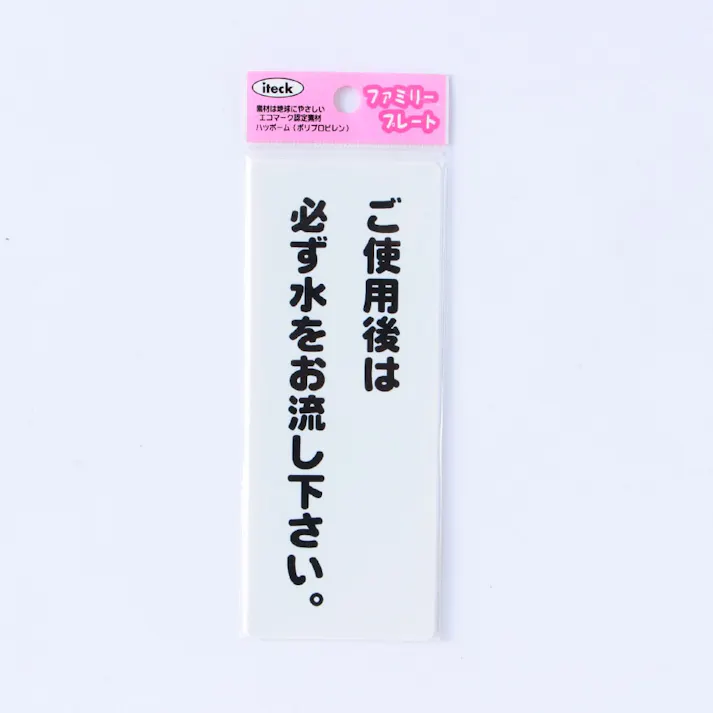 iteck
素材は地球にやさしい
エコマーク認定素材
ハッポーム(ポリプロピレン)
ファミリー
プレート
ご使用後は
必ず水をお流し下さい。